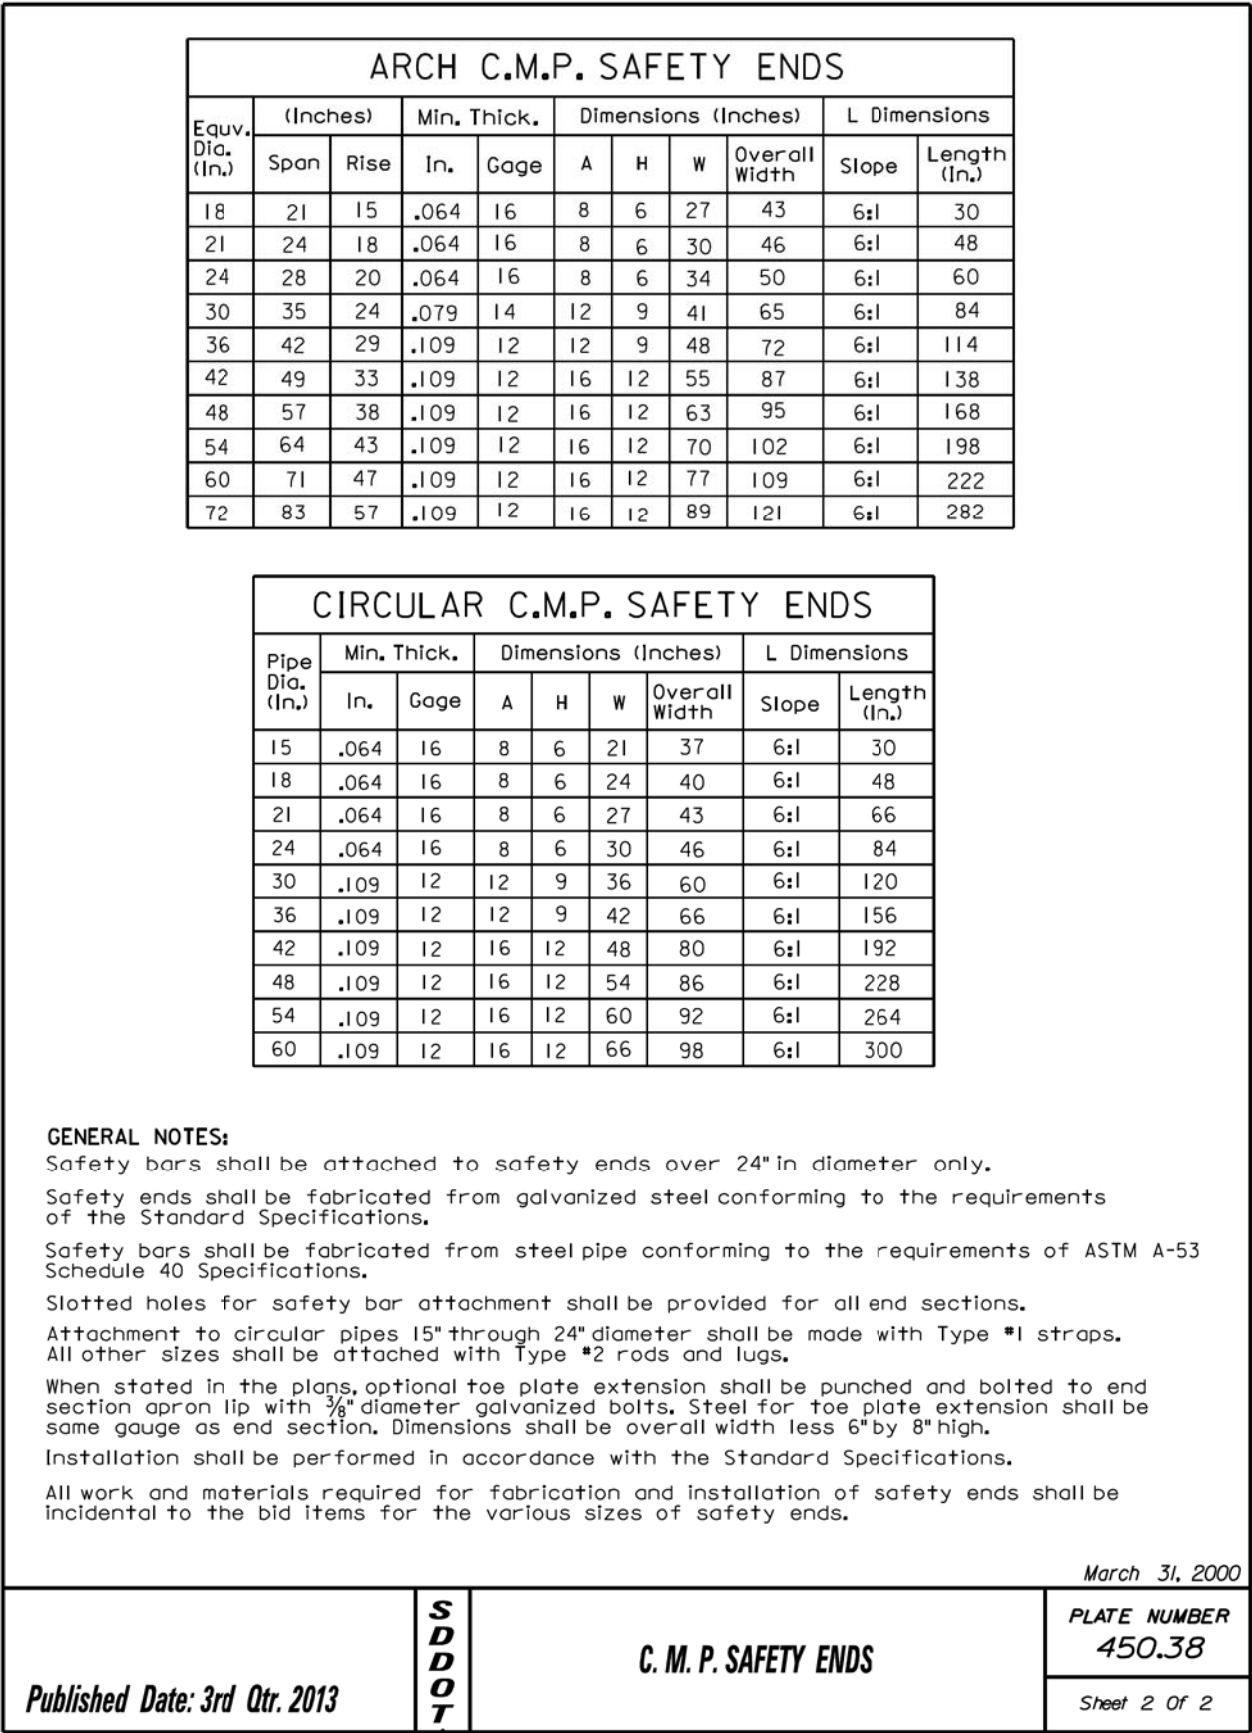 ARCH C.M.P. SAFETY ENDS
Equv. Dia. (In.) (Inches) Min. Thick. Dimensions (Inches) L Dimensions
Span Rise In. Gage A H W Overall Width Slope Length (In.)
18 21 15 .064 16 8 6 27 43 6:1 30
21 24 18 .064 16 8 6 30 46 6:1 48
24 28 20 .064 16 8 6 34 50 6:1 60
30 35 24 .079 14 12 9 41 65 6:1 84
36 42 29 .109 12 12 9 48 72 6:1 114
42 49 33 .109 12 16 12 55 87 6:1 138
48 57 38 .109 12 16 12 63 95 6:1 168
54 64 43 .109 12 16 12 70 102 6:1 198
60 71 47 .109 12 16 12 77 109 6:1 222
72 83 57 .109 12 16 12 89 121 6:1 282
CIRCULAR C.M.P. SAFETY ENDS
Pipe Dia. (In.) Min. Thick. Dimensions (Inches) L Dimensions
In. Gage A H W Overall Width Slope Length (In.)
15 .064 16 8 6 21 37 6:1 30
18 .064 16 8 6 24 40 6:1 48
21 .064 16 8 6 27 43 6:1 66
24 .064 16 8 6 30 46 6:1 84
30 .109 12 12 9 36 60 6:1 120
36 .109 12 12 9 42 66 6:1 156
42 .109 12 16 12 48 80 6:1 192
48 .109 12 16 12 54 86 6:1 228
54 .109 12 16 12 60 92 6:1 264
60 .109 12 16 12 66 98 6:1 300
GENERAL NOTES:
Safety bars shall be attached to safety ends over 24" in diameter only.
Safety ends shall be fabricated from galvanized steel conforming to the requirements
of the Standard Specifications.
Safety bars shall be fabricated from steel pipe conforming to the requirements of ASTM A-53
Schedule 40 Specifications.
Slotted holes for safety bar attachment shall be provided for all end sections.
Attachment to circular pipes 15" through 24" diameter shall be made with Type #1 straps.
All other sizes shall be attached with Type #2 rods and lugs.
When stated in the plans, optional toe plate extension shall be punched and bolted to end
section apron lip with 3/8" diameter galvanized bolts. Steel for toe plate extension shall be
same gauge as end section. Dimensions shall be overall width less 6" by 8" high.
Installation shall be performed in accordance with the Standard Specifications.
All work and materials required for fabrication and installation of safety ends shall be
incidental to the bid items for the various sizes of safety ends.
March 31, 2000
Published Date: 3rd Qtr. 2013
SDDOT
C. M. P. SAFETY ENDS
PLATE NUMBER
450.38
Sheet 2 Of 2